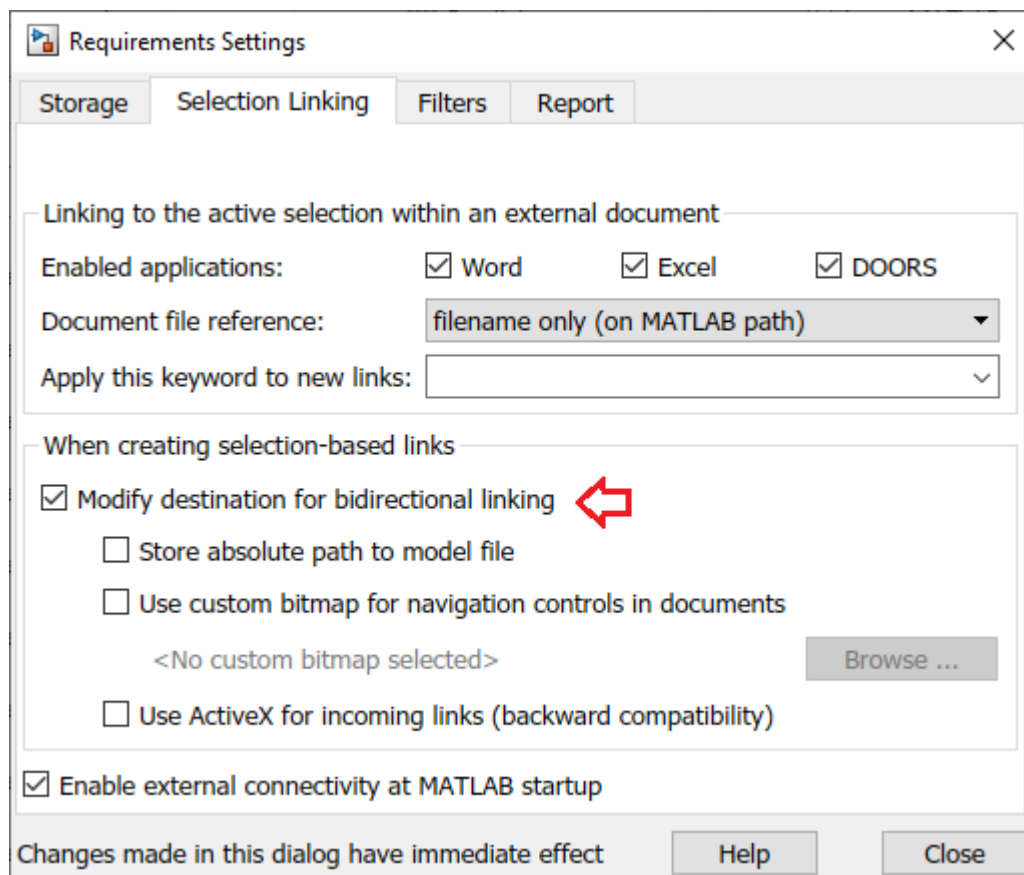 Requirements Settings
Storage Selection Linking Filters Report
Linking to the active selection within an external document
Enabled applications: Word Excel DOORS
Document file reference: filename only (on MATLAB path)
Apply this keyword to new links:
When creating selection-based links
Modify destination for bidirectional linking
Store absolute path to model file
Use custom bitmap for navigation controls in documents
<No custom bitmap selected> Browse ...
Use ActiveX for incoming links (backward compatibility)
Enable external connectivity at MATLAB startup
Changes made in this dialog have immediate effect Help Close